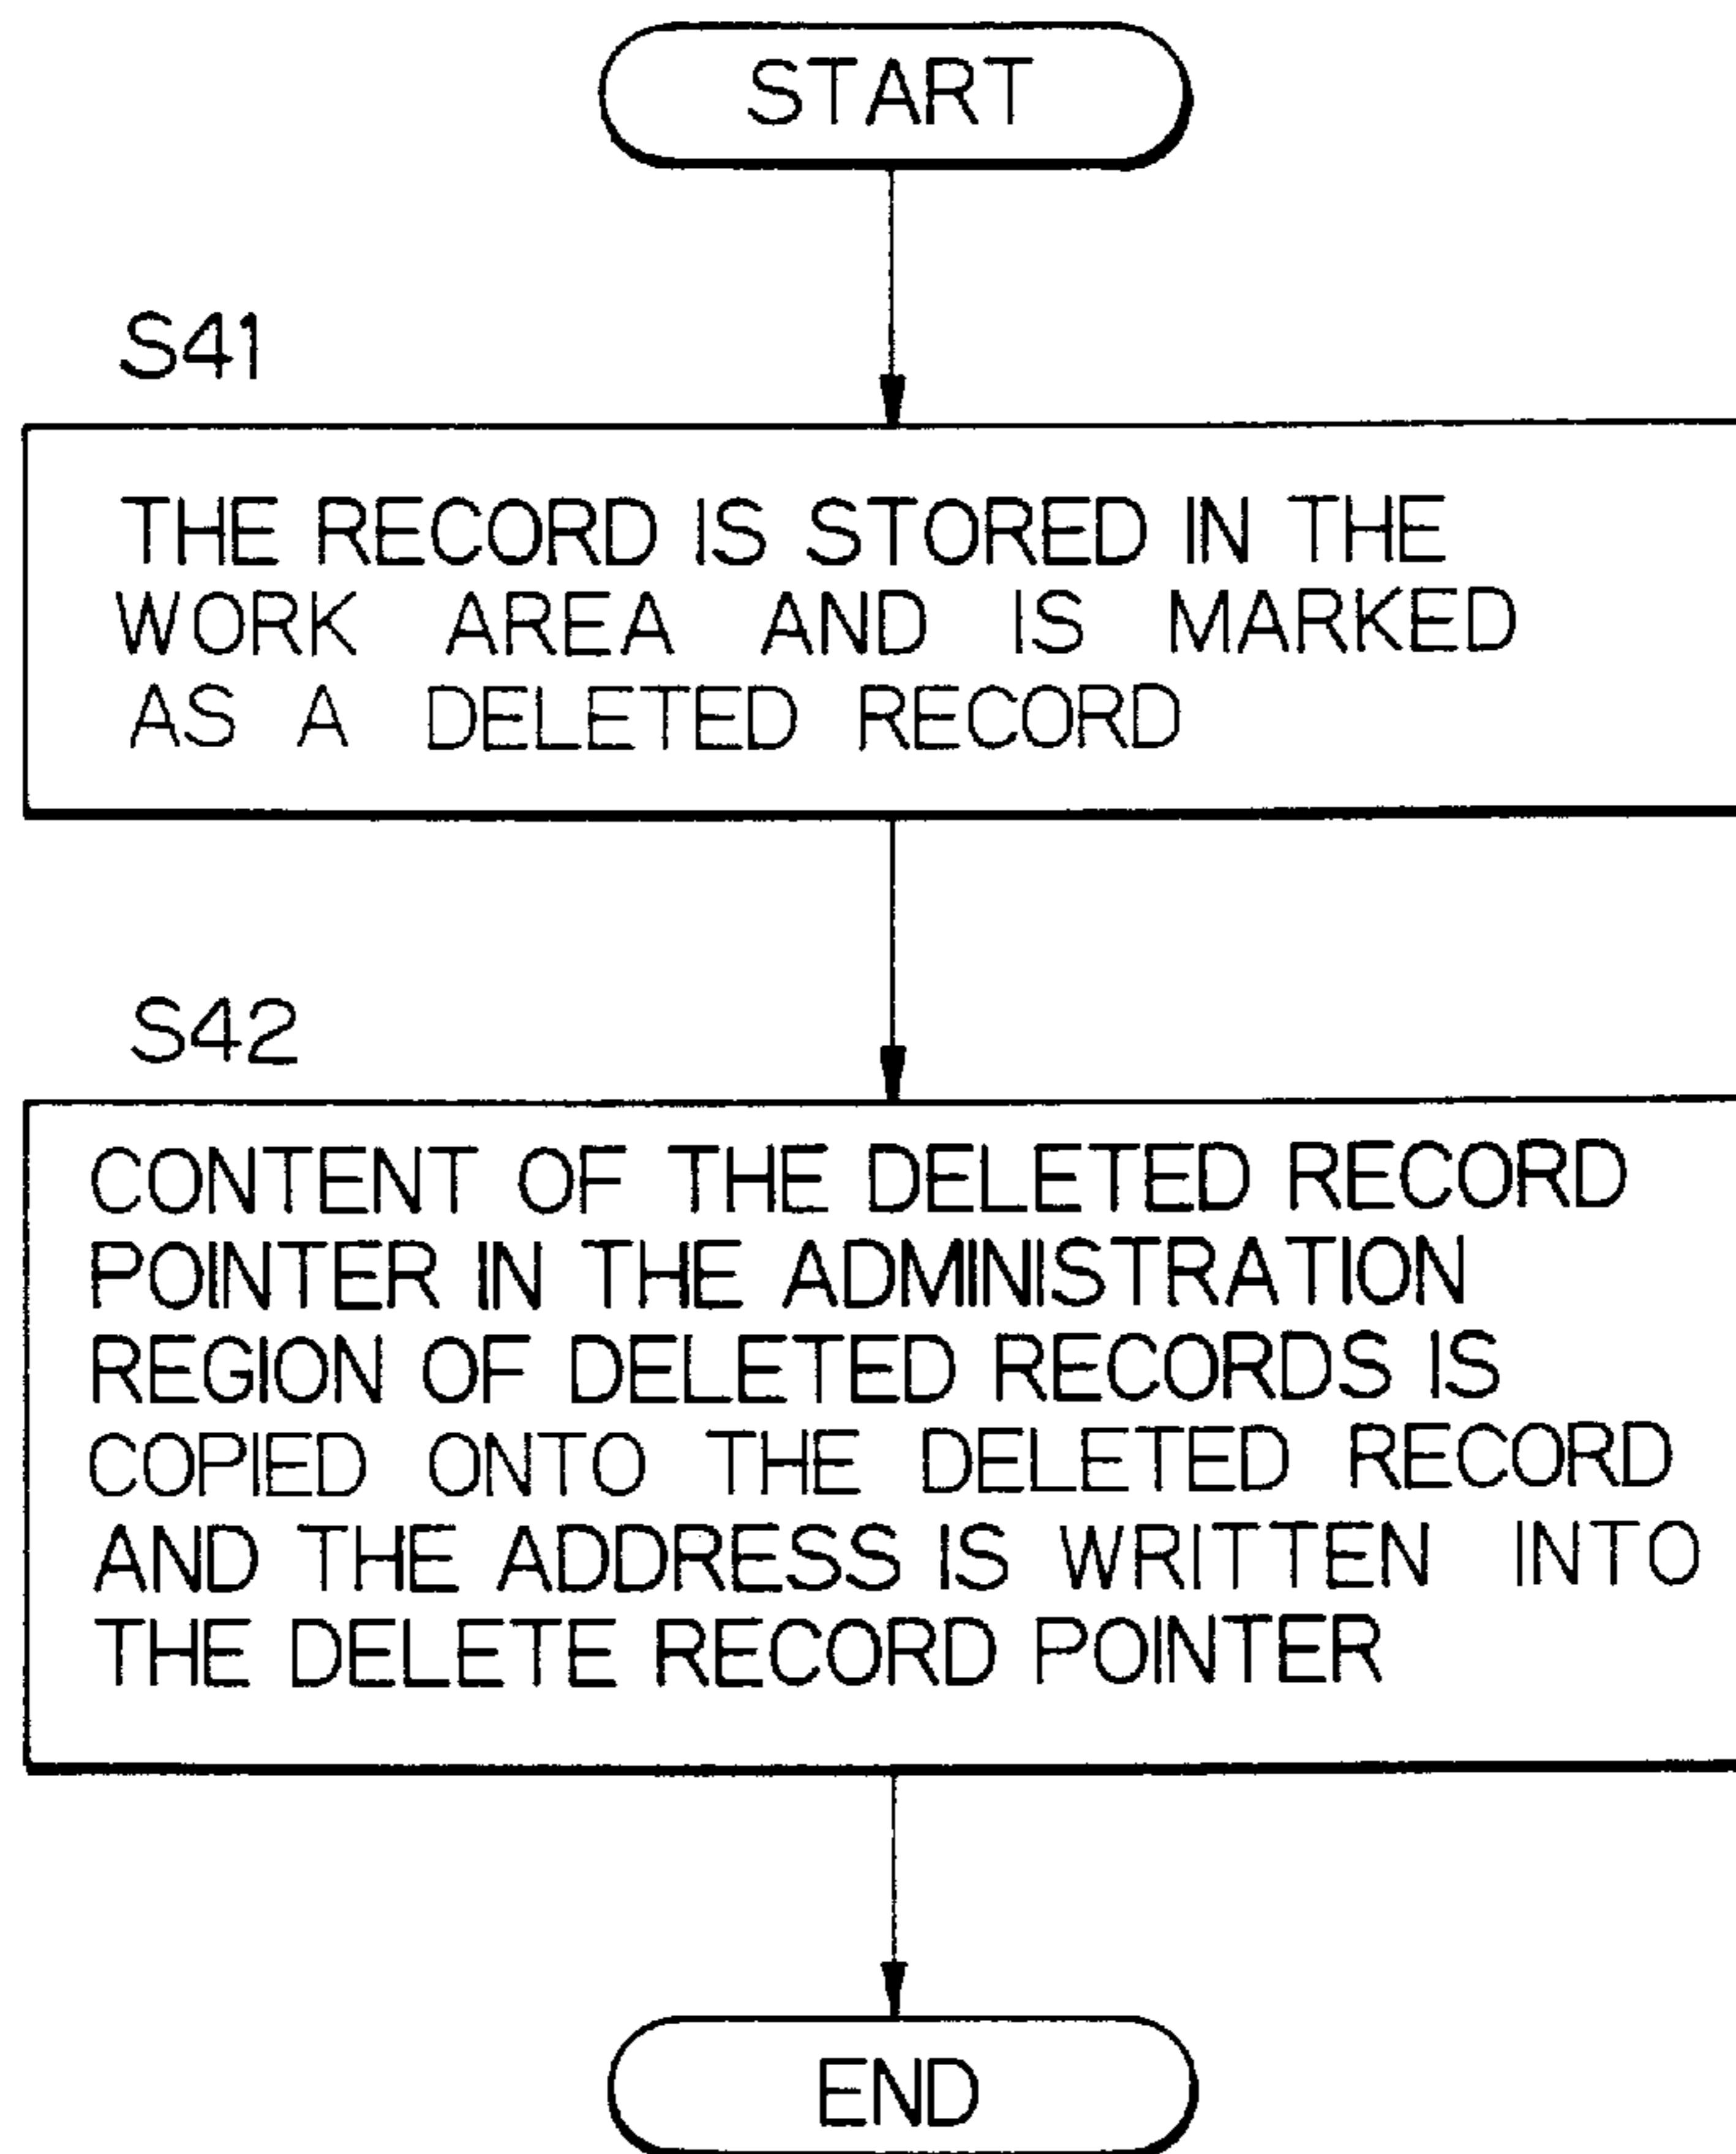 START
S41
THE RECORD IS STORED IN THE
WORK AREA AND IS MARKED
AS A DELETED RECORD
S42
CONTENT OF THE DELETED RECORD
POINTER IN THE ADMINISTRATION
REGION OF DELETED RECORDS IS
COPIED ONTO THE DELETED RECORD
AND THE ADDRESS IS WRITTEN INTO
THE DELETE RECORD POINTER
END